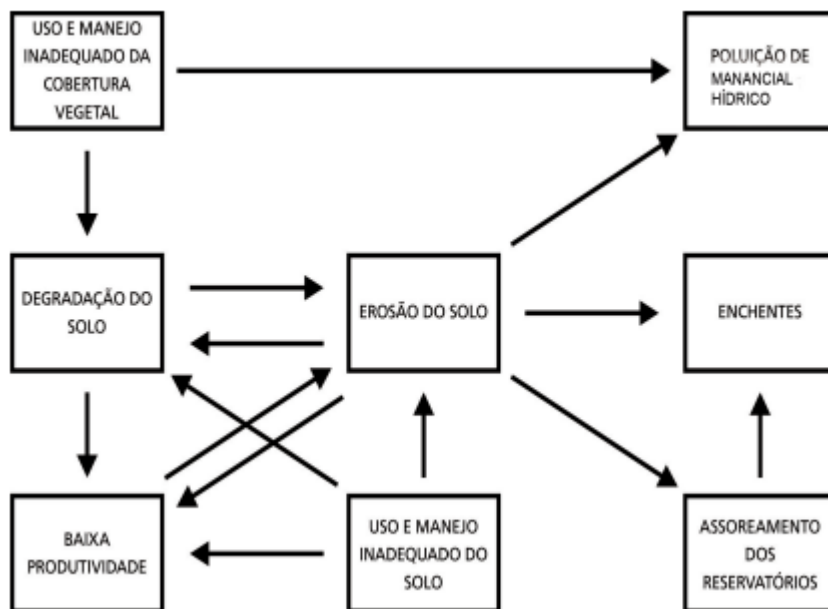 USO E MANEJO
INADEQUADO DA
COBERTURA
VEGETAL
POLUIÇÃO DE
MANANCIAL
HÍDRICO
DEGRADAÇÃO DO
SOLO
EROSÃO DO SOLO
ENCHENTES
BAIXA
PRODUTIVIDADE
USO E MANEJO
INADEQUADO DO
SOLO
ASSOREAMENTO
DOS
RESERVATÓRIOS